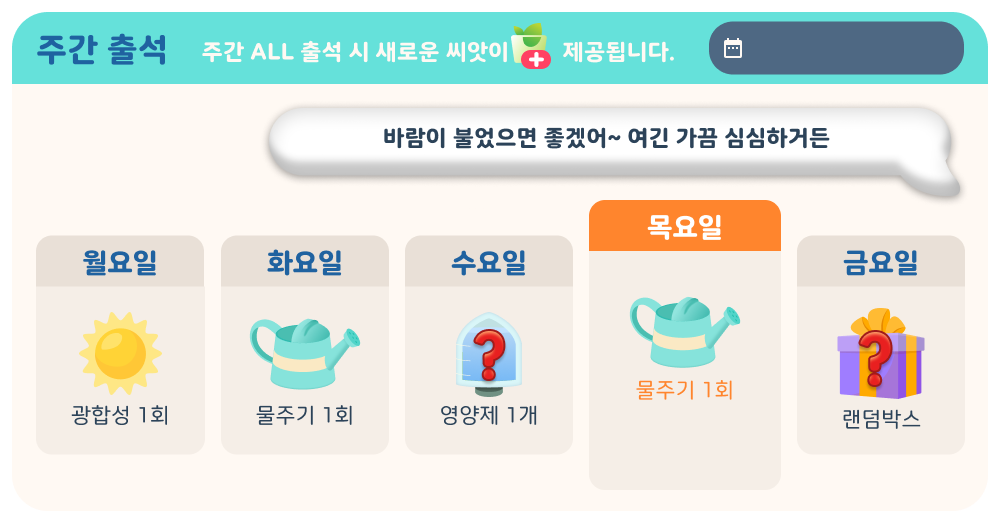 주간 출석
주간 ALL 출석 시 새로운 씨앗이 제공됩니다.
바람이 불었으면 좋겠어~ 여긴 가끔 심심하거든
월요일
광합성 1회
화요일
물주기 1회
수요일
?
영양제 1개
목요일
물주기 1회
금요일
?
랜덤박스